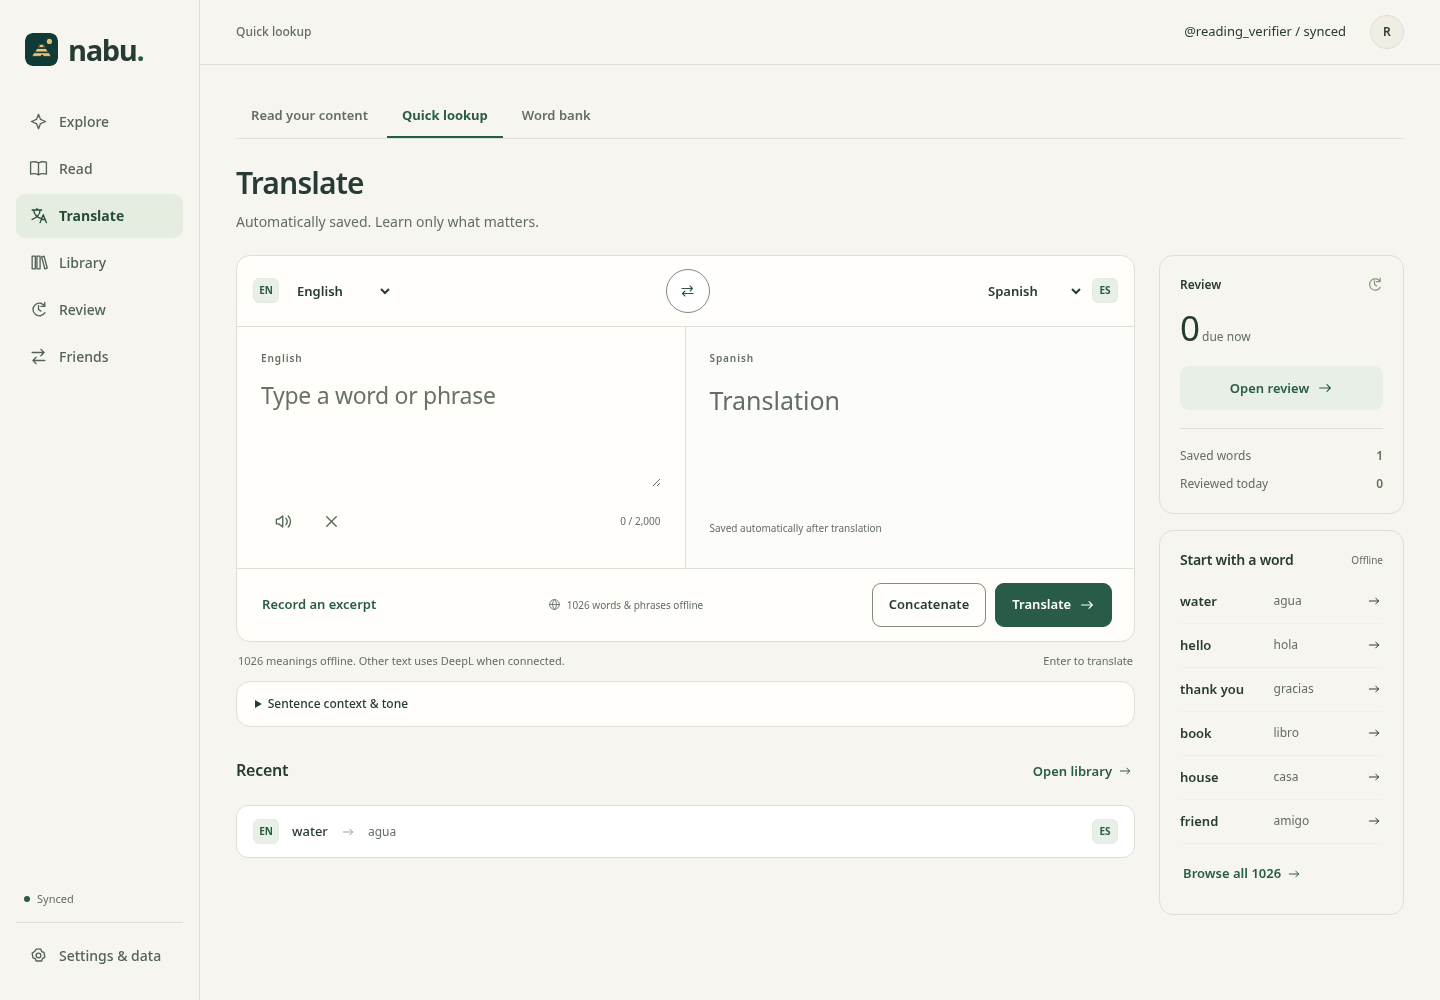 nabu.
Explore
Read
Translate
Library
Review
Friends
Synced
Settings & data
Quick lookup
@reading_verifier / synced
R
Read your content
Quick lookup
Word bank
Translate
Automatically saved. Learn only what matters.
EN English
Spanish ES
English
Type a word or phrase
0 / 2,000
Spanish
Translation
Saved automatically after translation
Record an excerpt
1026 words & phrases offline
Concatenate
Translate →
1026 meanings offline. Other text uses DeepL when connected.
Enter to translate
Sentence context & tone
Recent
Open library →
EN water → agua ES
Review
0 due now
Open review →
Saved words 1
Reviewed today 0
Start with a word Offline
water agua →
hello hola →
thank you gracias →
book libro →
house casa →
friend amigo →
Browse all 1026 →